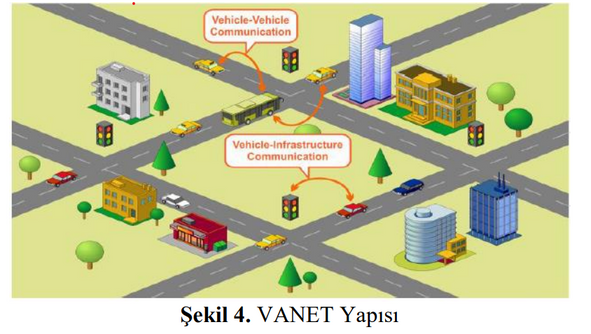 Vehicle-Vehicle
Communication
Vehicle-Infrastructure
Communication
Şekil 4. VANET Yapısı